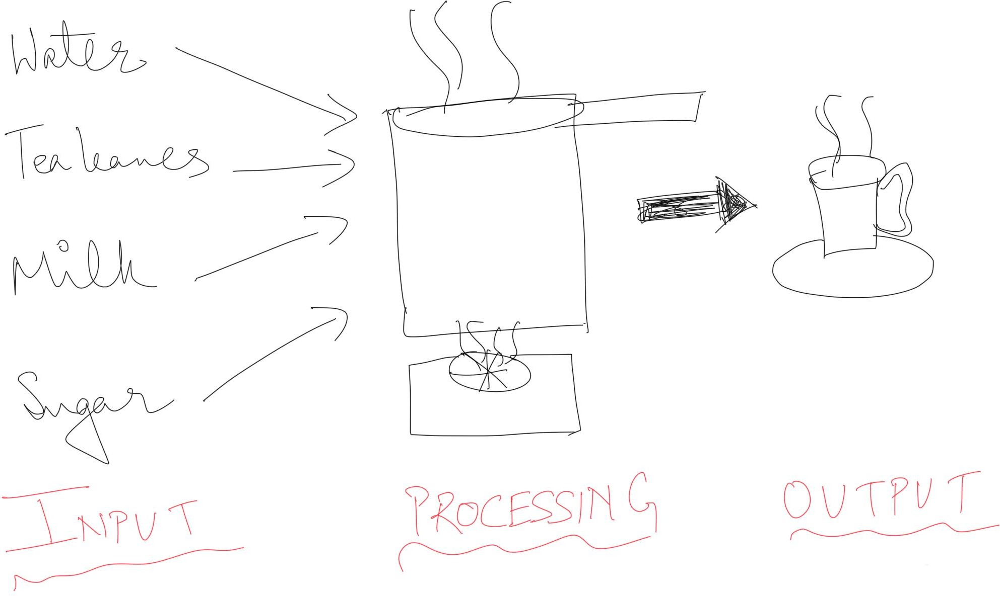 Water
Tea leaves
Milk
Sugar
INPUT
PROCESSING
OUTPUT